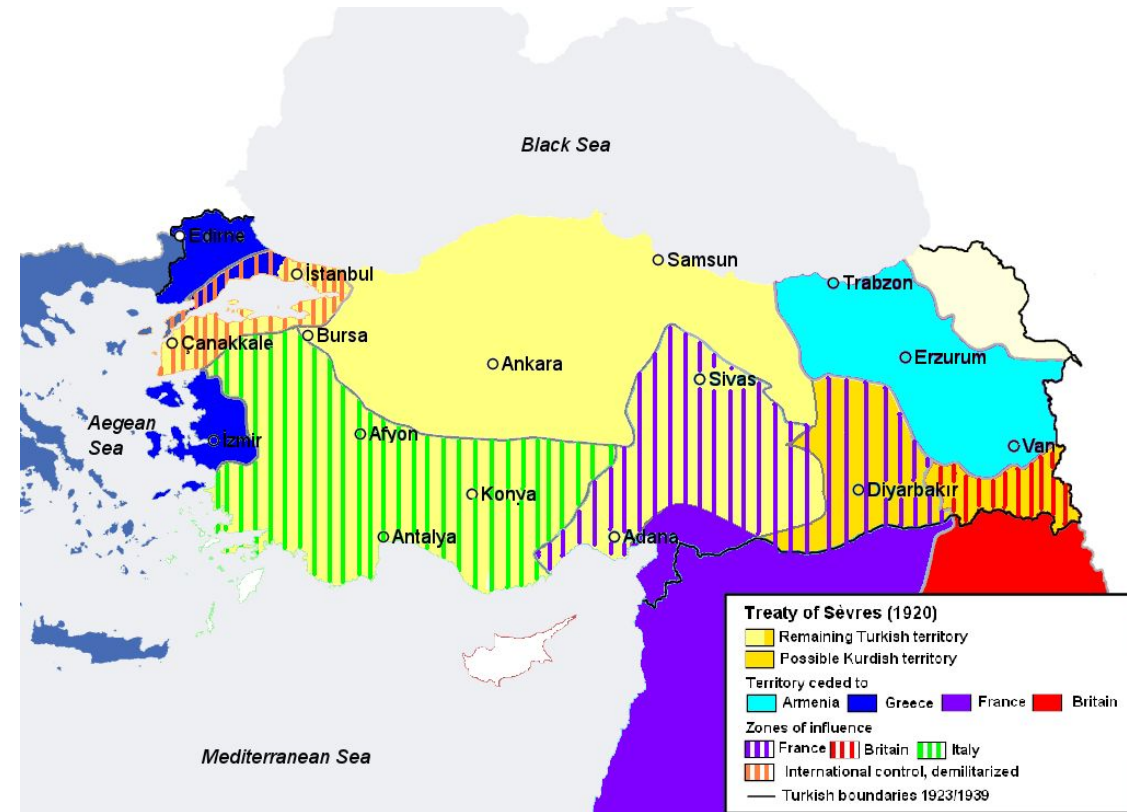 Black Sea
Edirne
İstanbul
Samsun
Trabzon
Çanakkale
Bursa
Ankara
Erzurum
Sivas
Aegean
Sea
İzmir
Afyon
Van
Konya
Diyarbakır
Antalya
Adana
Mediterranean Sea
Treaty of Sèvres (1920)
Remaining Turkish territory
Possible Kurdish territory
Territory ceded to
Armenia Greece France Britain
Zones of influence
France Britain Italy
International control, demilitarized
Turkish boundaries 1923/1939